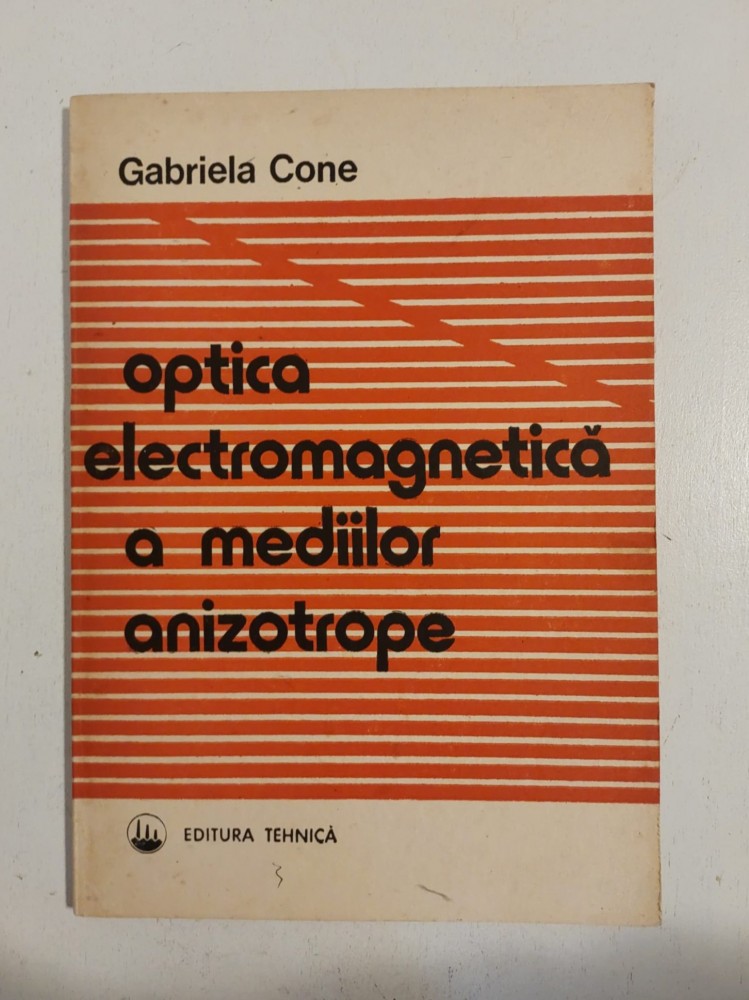 Gabriela Cone
optica
electromagnetică
a mediilor
anizotrope
EDITURA TEHNICĂ